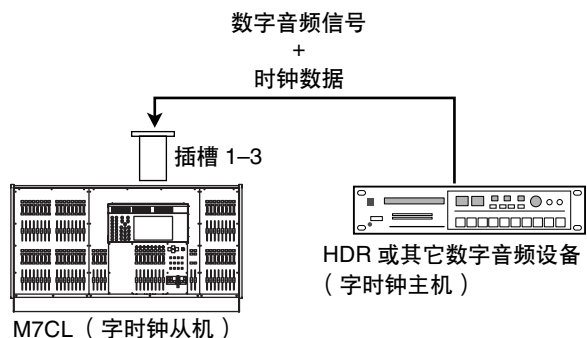 数字音频信号
+
时钟数据
插槽 1–3
HDR 或其它数字音频设备
（字时钟主机）
M7CL（字时钟从机）